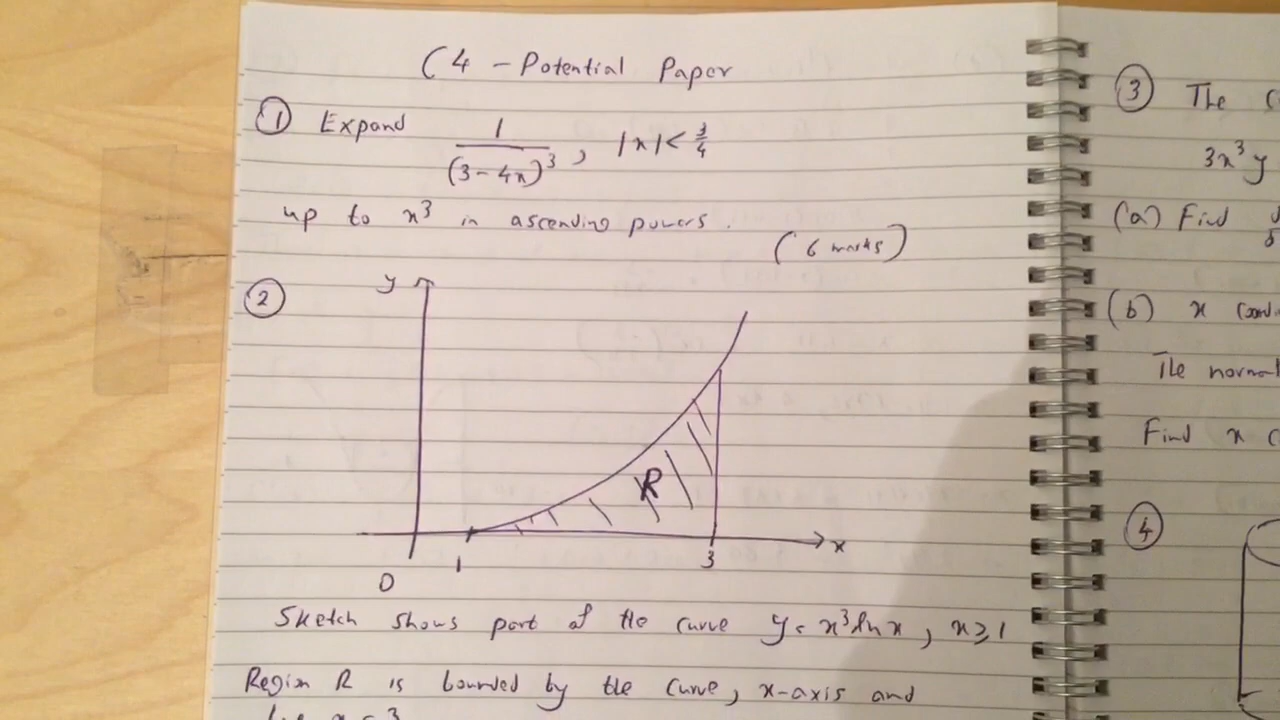 C4 - Potential Paper
① Expand 1/(3-4x)³, |x| < 3/4
up to x³ in ascending powers.
(6 marks)
②
y
R
x
0 1 3
Sketch shows part of the curve y = x³lnx, x≥1
Region R is bounded by the curve, x-axis and
x = 3
③ The
3x³y
(a) Find
(b) x
The normal
Find x
④